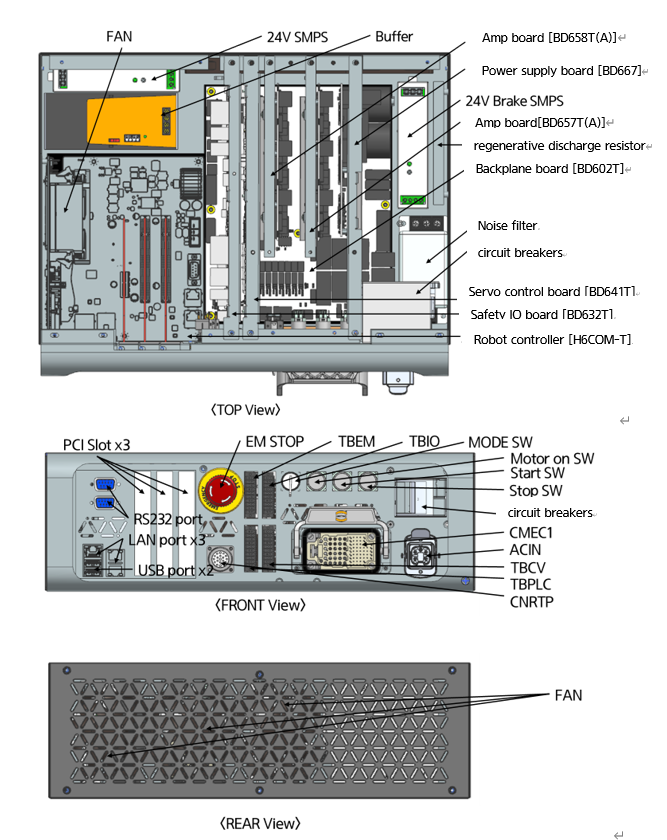 FAN
24V SMPS
Buffer
Amp board [BD658T(A)]
Power supply board [BD667]
24V Brake SMPS
Amp board[BD657T(A)]
regenerative discharge resistor
Backplane board [BD602T]
Noise filter
circuit breakers
Servo control board [BD641T]
Safety IO board [BD632T]
Robot controller [H6COM-T]
〈TOP View〉
PCI Slot x3
EM STOP
TBEM
TBIO
MODE SW
Motor on SW
Start SW
Stop SW
circuit breakers
RS232 port
LAN port x3
USB port x2
CMEC1
ACIN
TBCV
TBPLC
CNRTP
〈FRONT View〉
FAN
〈REAR View〉